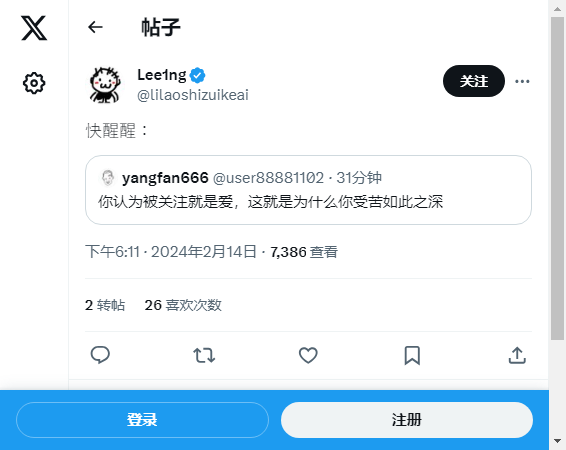 帖子
Lee1ng
关注
@lilaoshizuikeai
快醒醒：
yangfan666 @user88881102 · 31分钟
你认为被关注就是爱，这就是为什么你受苦如此之深
下午6:11 · 2024年2月14日 · 7,386 查看
2 转帖 26 喜欢次数
登录
注册